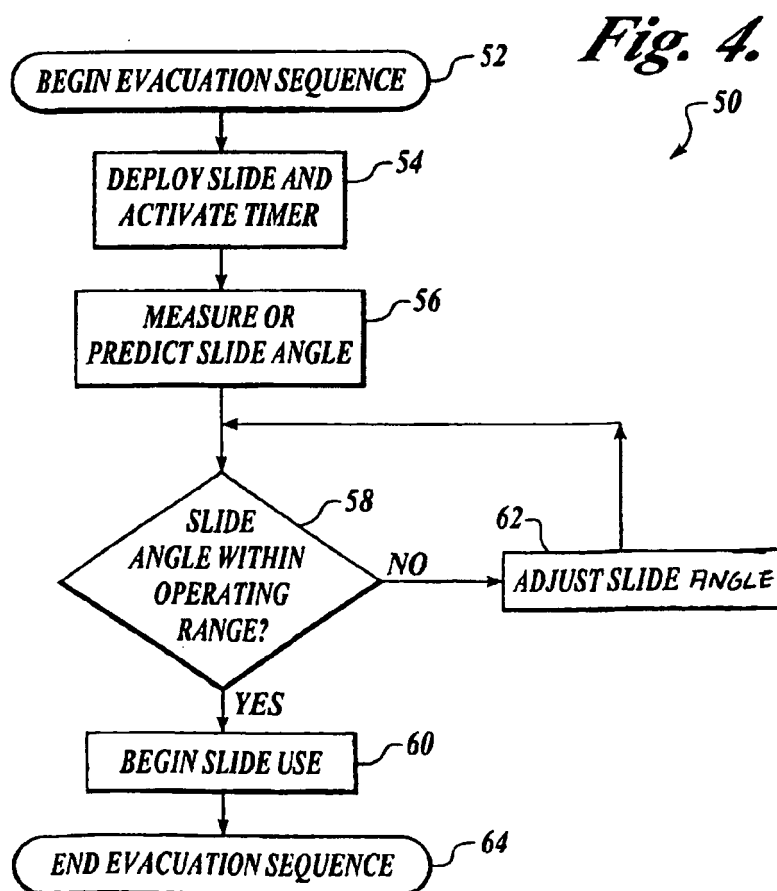 Fig. 4.
50
BEGIN EVACUATION SEQUENCE
52
DEPLOY SLIDE AND
ACTIVATE TIMER
54
MEASURE OR
PREDICT SLIDE ANGLE
56
SLIDE
ANGLE WITHIN
OPERATING
RANGE?
58
NO
62
ADJUST SLIDE ANGLE
YES
BEGIN SLIDE USE
60
END EVACUATION SEQUENCE
64